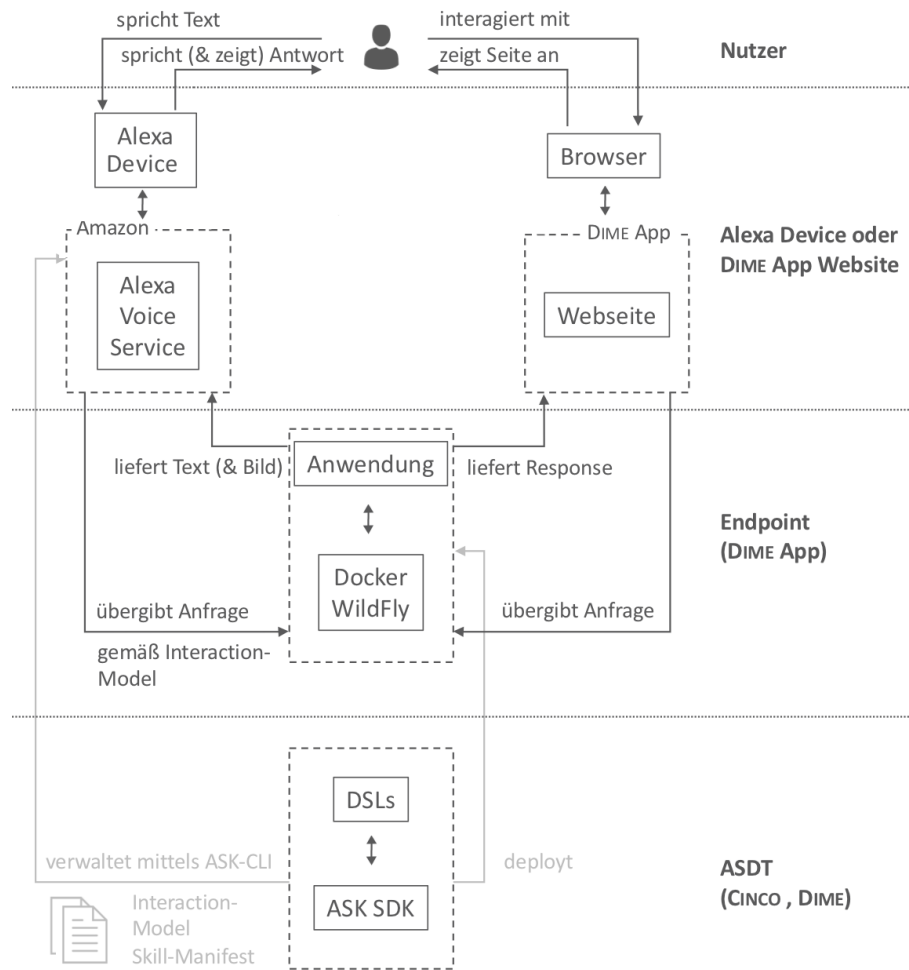 spricht Text
interagiert mit
spricht (& zeigt) Antwort
zeigt Seite an
Nutzer
Alexa
Device
Browser
Amazon
DIME App
Alexa Device oder
DIME App Website
Alexa
Voice
Service
Webseite
liefert Text (& Bild)
Anwendung
liefert Response
Endpoint
(DIME App)
Docker
WildFly
übergibt Anfrage
übergibt Anfrage
gemäß Interaction-
Model
DSLs
verwaltet mittels ASK-CLI
deployt
ASDT
(CINCO , DIME)
ASK SDK
Interaction-
Model
Skill-Manifest